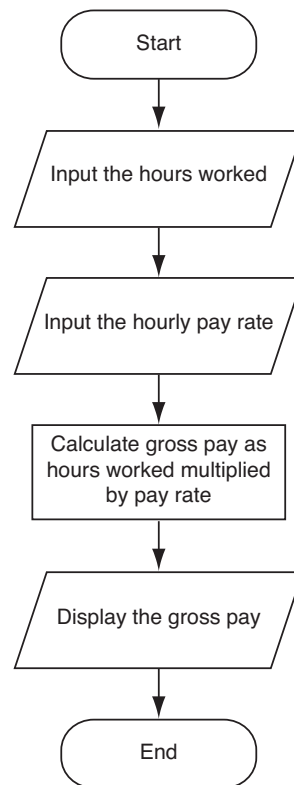 Start
Input the hours worked
Input the hourly pay rate
Calculate gross pay as
hours worked multiplied
by pay rate
Display the gross pay
End